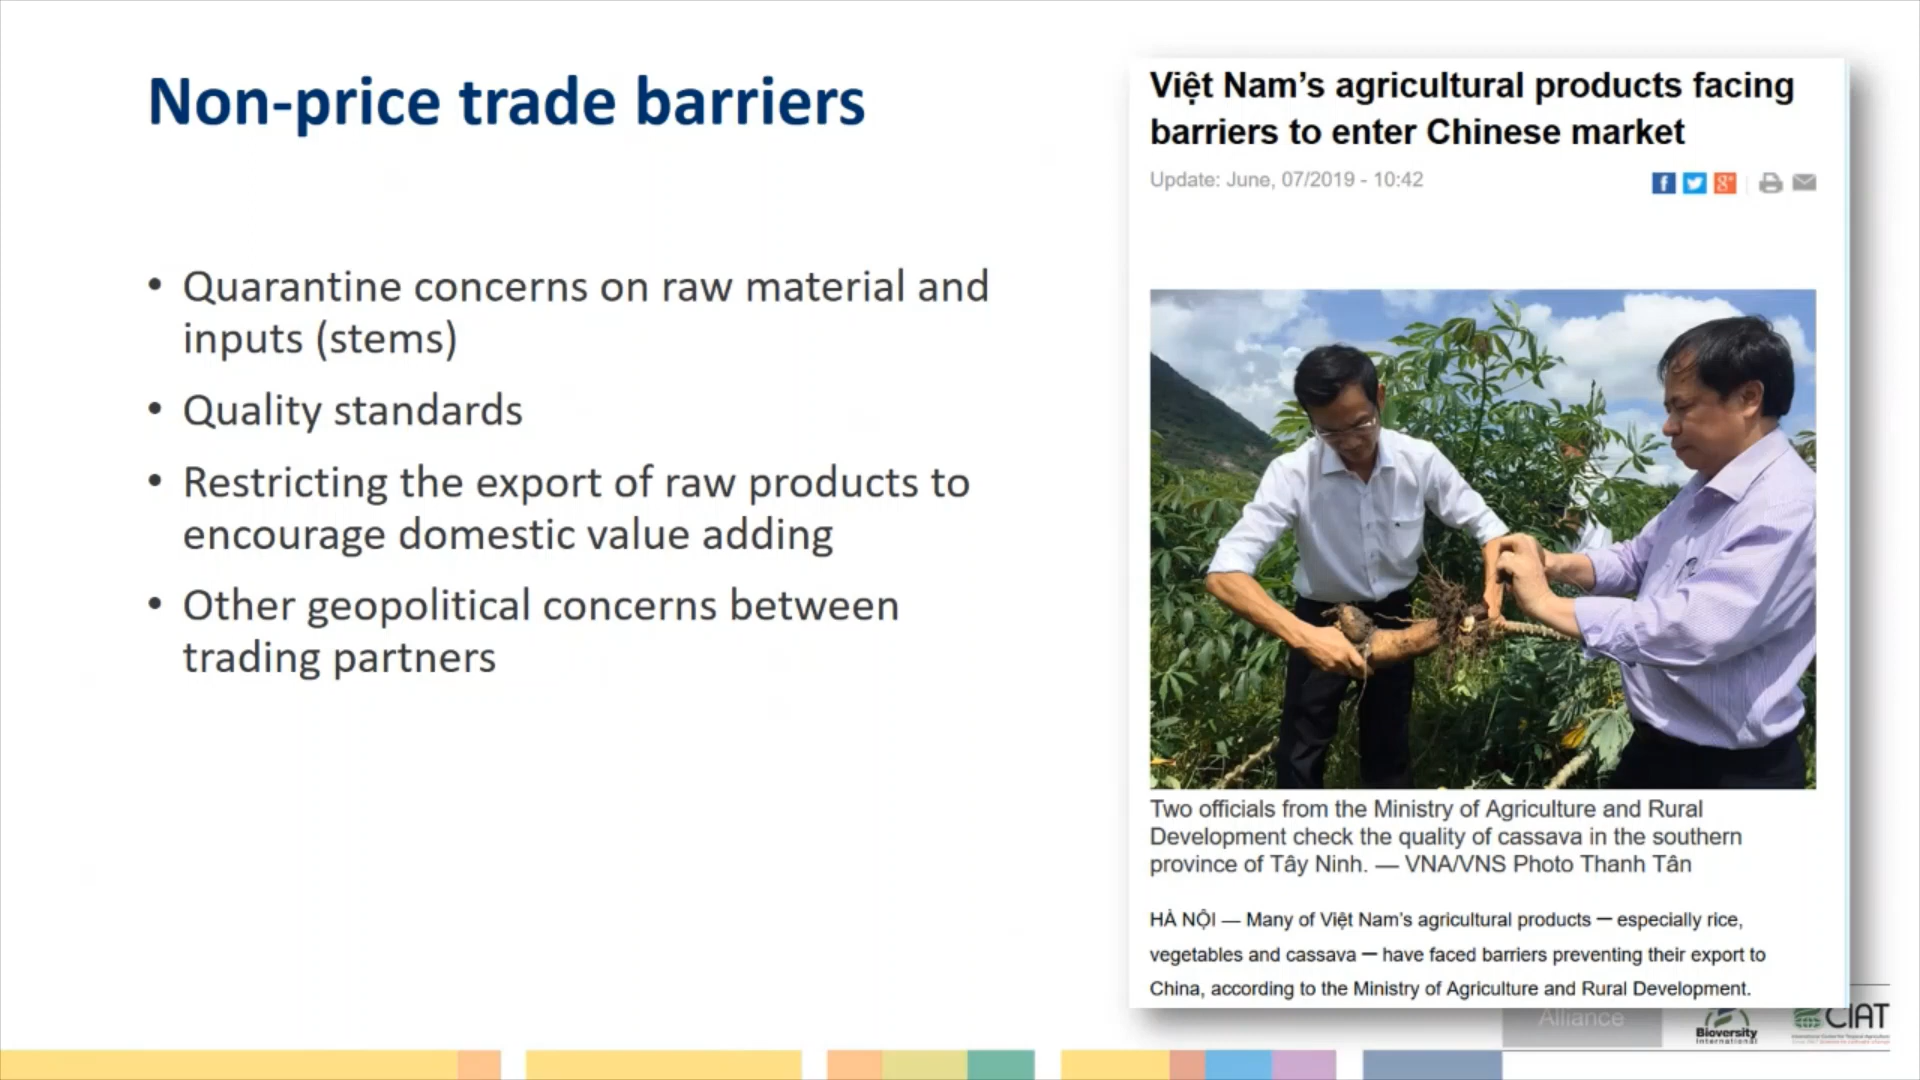 Non-price trade barriers
• Quarantine concerns on raw material and
inputs (stems)
• Quality standards
• Restricting the export of raw products to
encourage domestic value adding
• Other geopolitical concerns between
trading partners
Việt Nam’s agricultural products facing
barriers to enter Chinese market
Update: June, 07/2019 - 10:42
Two officials from the Ministry of Agriculture and Rural
Development check the quality of cassava in the southern
province of Tây Ninh. — VNA/VNS Photo Thanh Tân
HÀ NỘI — Many of Việt Nam’s agricultural products — especially rice,
vegetables and cassava — have faced barriers preventing their export to
China, according to the Ministry of Agriculture and Rural Development.
Alliance
Bioversity
International
CIAT